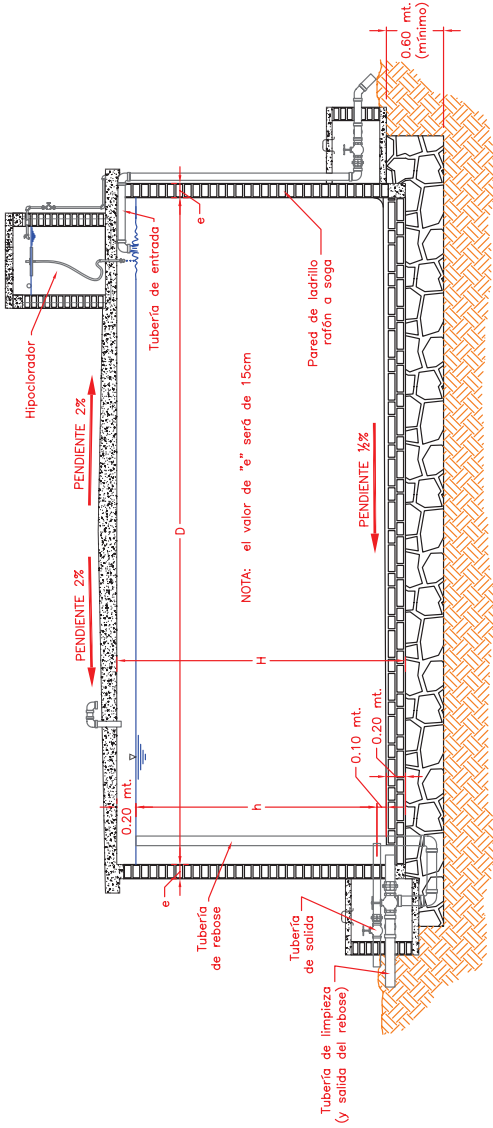 Hipoclorador
PENDIENTE 2%
PENDIENTE 2%
0.20 mt.
Tubería de entrada
e
D
H
h
NOTA: el valor de "e" será de 15cm
Pared de ladrillo
rafón a soga
PENDIENTE ½%
0.10 mt.
0.20 mt.
e
Tubería
de rebose
Tubería
de salida
Tubería de limpieza
(y salida del rebose)
0.60 mt.
(mínimo)